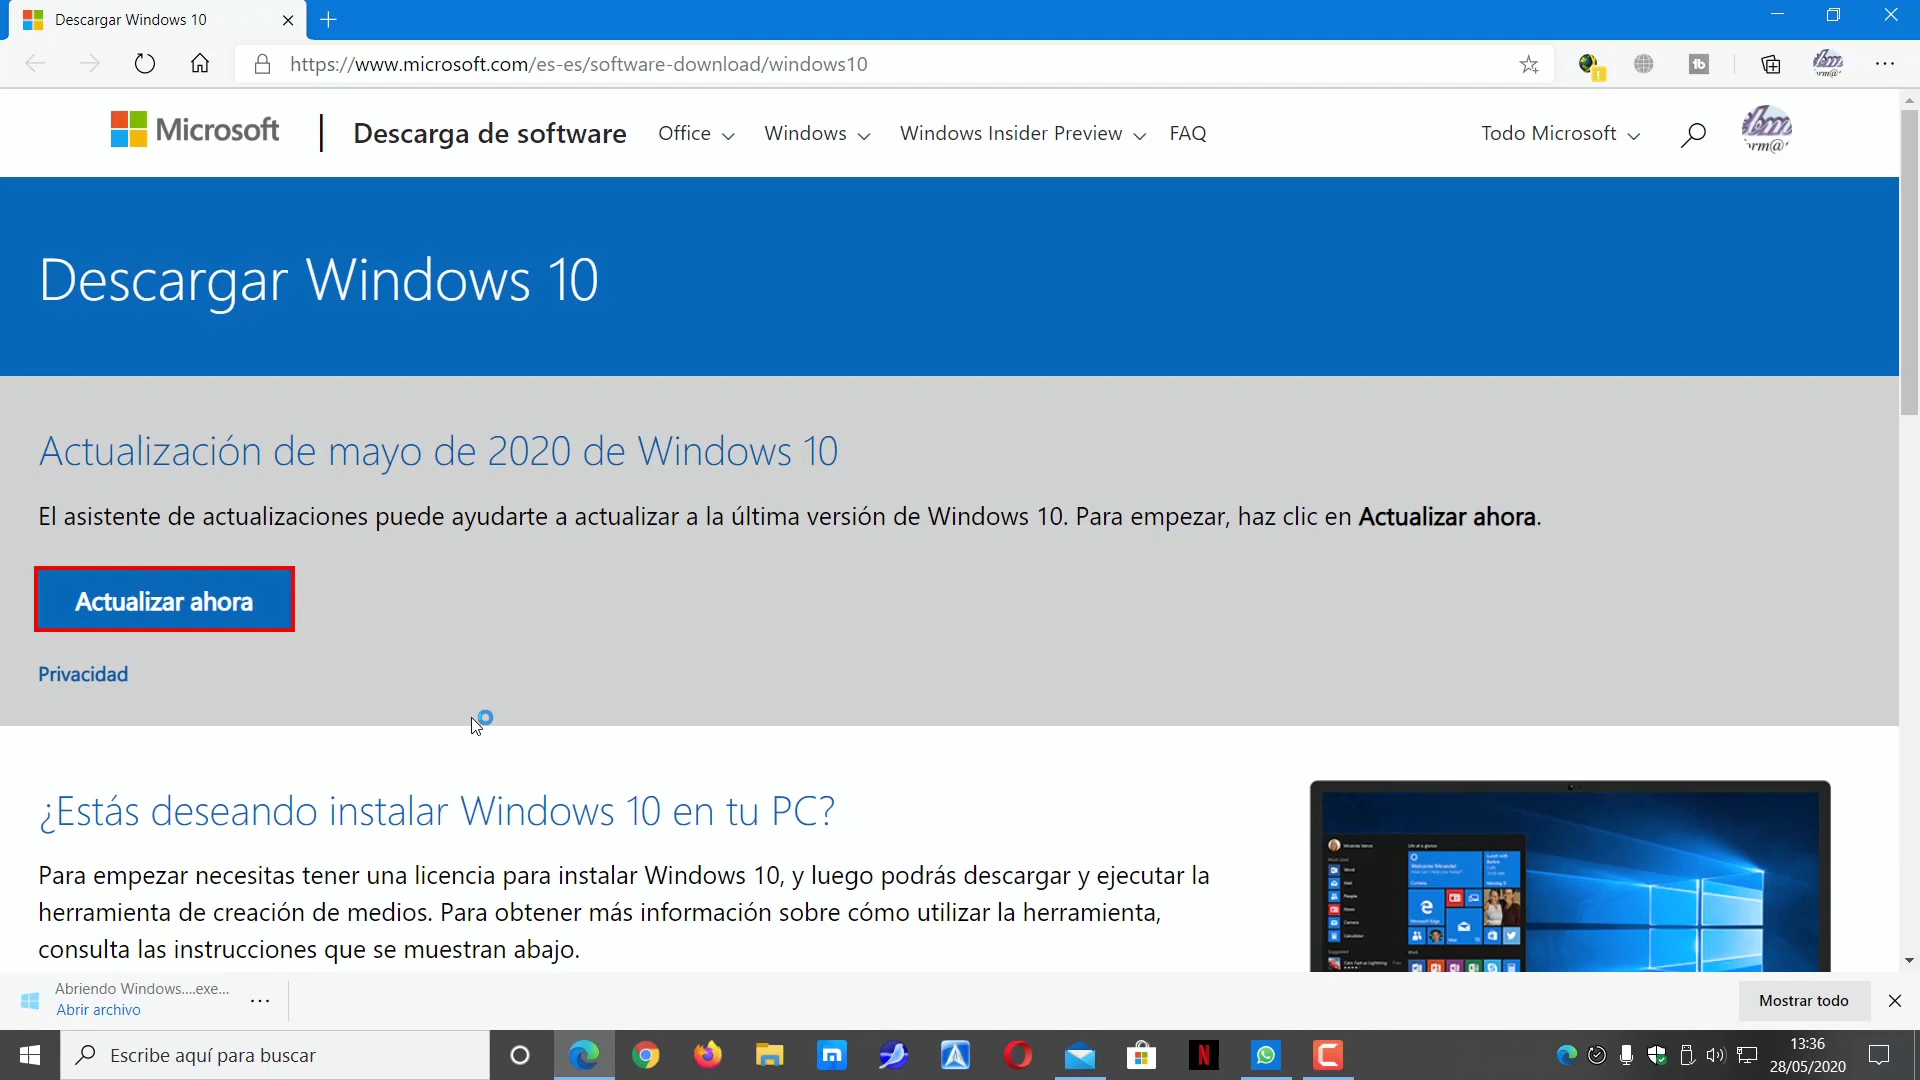 Descargar Windows 10
https://www.microsoft.com/es-es/software-download/windows10
Microsoft
Descarga de software
Office
Windows
Windows Insider Preview
FAQ
Todo Microsoft
Descargar Windows 10
Actualización de mayo de 2020 de Windows 10
El asistente de actualizaciones puede ayudarte a actualizar a la última versión de Windows 10. Para empezar, haz clic en Actualizar ahora.
Actualizar ahora
Privacidad
¿Estás deseando instalar Windows 10 en tu PC?
Para empezar necesitas tener una licencia para instalar Windows 10, y luego podrás descargar y ejecutar la
herramienta de creación de medios. Para obtener más información sobre cómo utilizar la herramienta,
consulta las instrucciones que se muestran abajo.
Abriendo Windows....exe...
Abrir archivo
Mostrar todo
Escribe aquí para buscar
13:36
28/05/2020